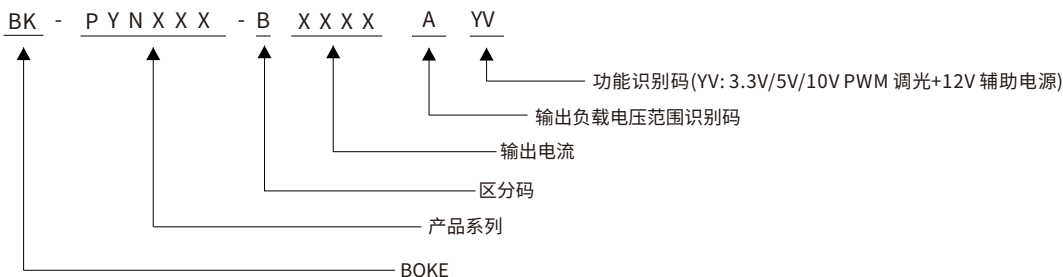 BK - PYNXXX - B XXXX A YV
功能识别码(YV: 3.3V/5V/10V PWM 调光+12V 辅助电源)
输出负载电压范围识别码
输出电流
区分码
产品系列
BOKE